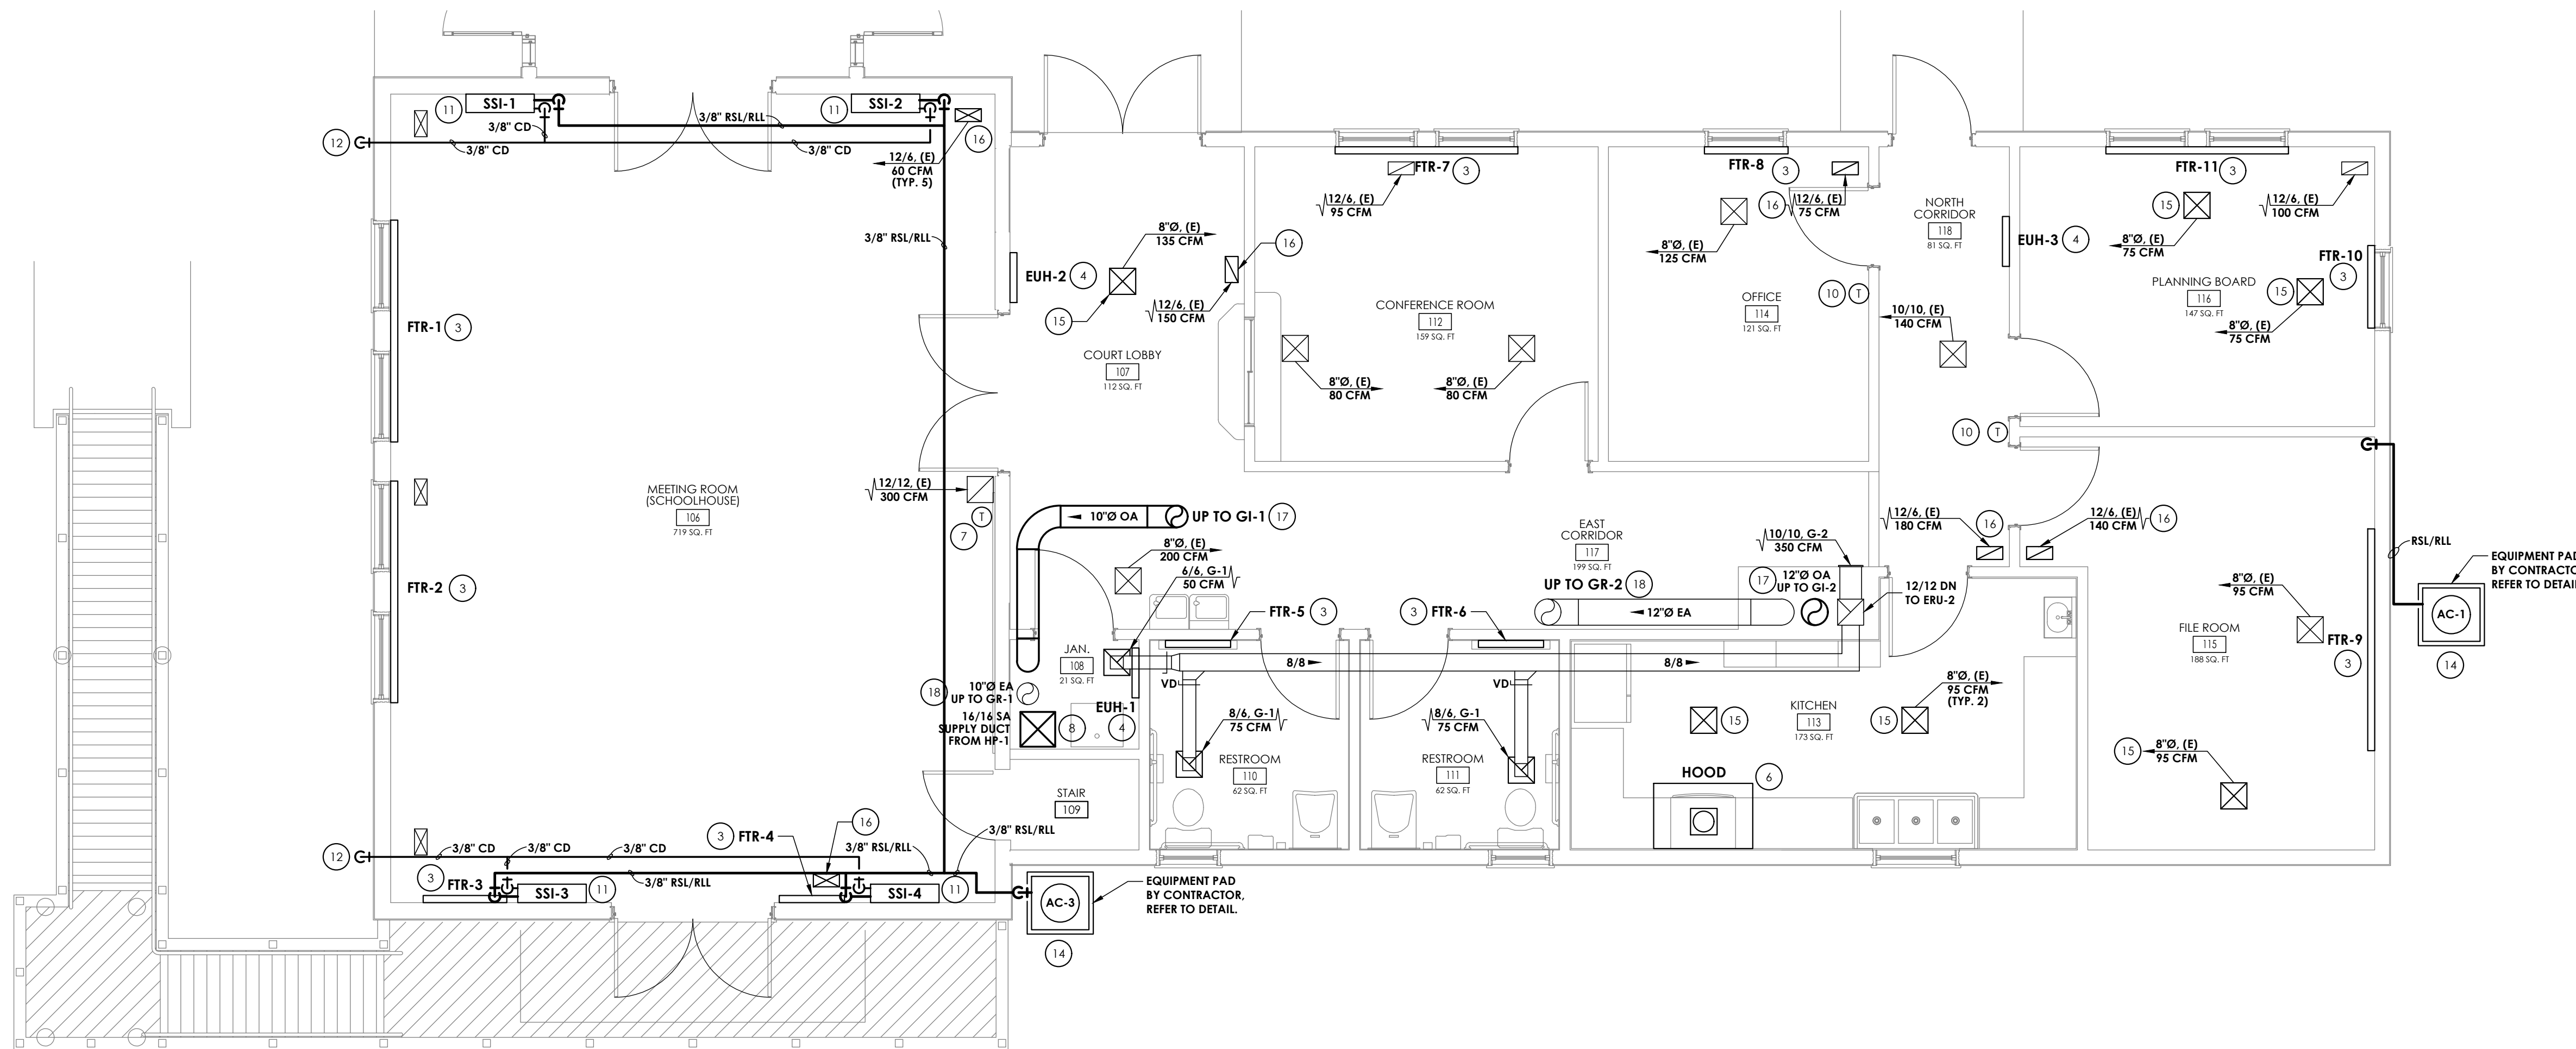 11
SSI-1
3/8" CD
3/8" RSL/RLL
11
SSI-2
16
12
3/8" CD
3/8" CD
12/6, (E)
60 CFM
(TYP. 5)
3/8" RSL/RLL
FTR-1
3
MEETING ROOM
(SCHOOLHOUSE)
106
719 SQ. FT
12/12, (E)
300 CFM
T
7
FTR-2
3
12
3/8" CD
3/8" CD
3/8" CD
3
FTR-4
16
3/8" RSL/RLL
3/8" RSL/RLL
3
FTR-3
3/8" RSL/RLL
SSI-3
11
SSI-4
11
AC-3
14
EQUIPMENT PAD
BY CONTRACTOR,
REFER TO DETAIL.
EUH-2
4
8"Ø, (E)
135 CFM
15
16
12/6, (E)
150 CFM
COURT LOBBY
107
112 SQ. FT
10"Ø OA
UP TO GI-1
17
8"Ø, (E)
200 CFM
6/6, G-1
50 CFM
JAN.
108
21 SQ. FT
18
10"Ø EA
UP TO GR-1
16/16 SA
SUPPLY DUCT
FROM HP-1
8
EUH-1
4
STAIR
109
FTR-5
3
3
FTR-6
8/8
8/8
VD
VD
8/6, G-1
75 CFM
8/6, G-1
75 CFM
RESTROOM
110
62 SQ. FT
RESTROOM
111
62 SQ. FT
FTR-7
3
12/6, (E)
95 CFM
CONFERENCE ROOM
112
159 SQ. FT
8"Ø, (E)
80 CFM
8"Ø, (E)
80 CFM
FTR-8
3
16
12/6, (E)
75 CFM
8"Ø, (E)
125 CFM
OFFICE
114
121 SQ. FT
10
T
NORTH
CORRIDOR
118
81 SQ. FT
EUH-3
4
10/10, (E)
140 CFM
10
T
EAST
CORRIDOR
117
199 SQ. FT
10/10, G-2
350 CFM
UP TO GR-2
18
17
12"Ø OA
UP TO GI-2
12"Ø EA
12/12 DN
TO ERU-2
12/6, (E)
180 CFM
16
12/6, (E)
140 CFM
16
KITCHEN
113
173 SQ. FT
15
15
8"Ø, (E)
95 CFM
(TYP. 2)
HOOD
6
FTR-11
3
12/6, (E)
100 CFM
15
8"Ø, (E)
75 CFM
FTR-10
3
PLANNING BOARD
116
147 SQ. FT
15
8"Ø, (E)
75 CFM
8"Ø, (E)
95 CFM
FILE ROOM
115
188 SQ. FT
FTR-9
3
15
8"Ø, (E)
95 CFM
RSL/RLL
EQUIPMENT PAD
BY CONTRACTO
REFER TO DETAI
AC-1
14